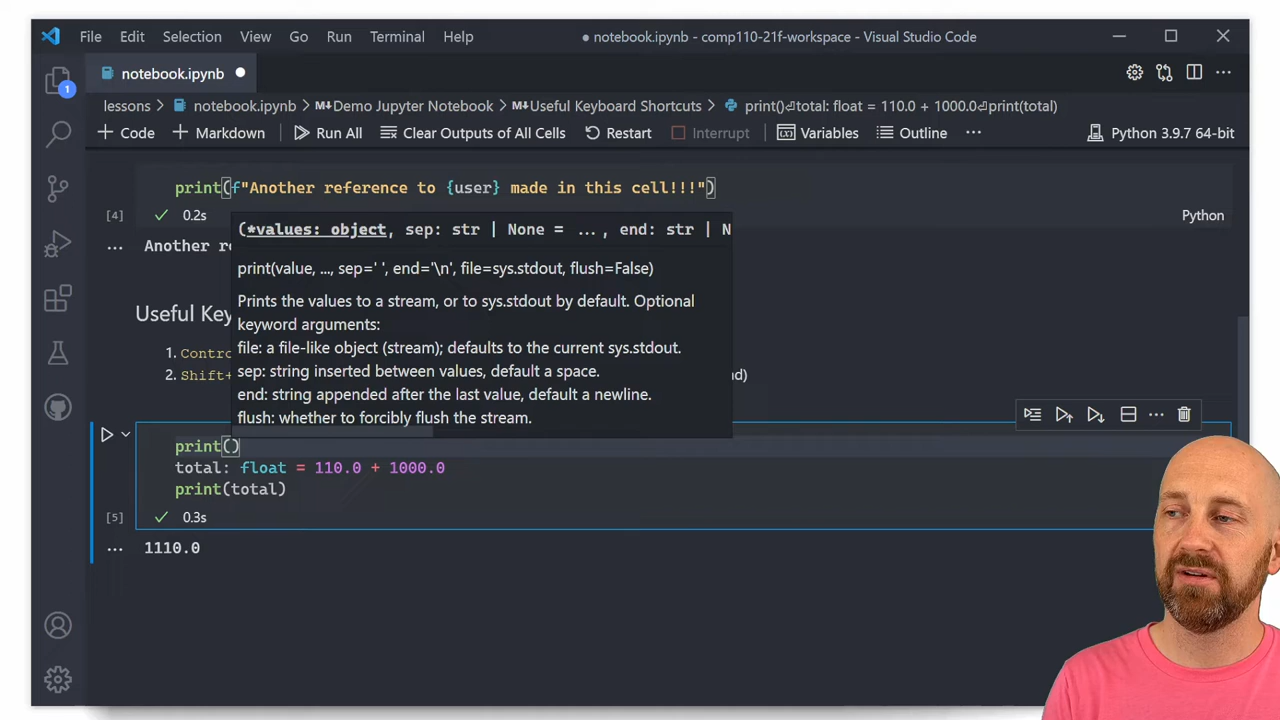 File Edit Selection View Go Run Terminal Help ● notebook.ipynb - comp110-21f-workspace - Visual Studio Code
notebook.ipynb
lessons > notebook.ipynb > M↓Demo Jupyter Notebook > M↓Useful Keyboard Shortcuts > print()⏎total: float = 110.0 + 1000.0⏎print(total)
+ Code + Markdown Run All Clear Outputs of All Cells Restart Interrupt Variables Outline ... Python 3.9.7 64-bit
1
print(f"Another reference to {user} made in this cell!!!")
[4] ✓ 0.2s Python
... Another re
(*values: object, sep: str | None = ..., end: str | N
print(value, ..., sep=' ', end='\n', file=sys.stdout, flush=False)
Prints the values to a stream, or to sys.stdout by default. Optional
keyword arguments:
file: a file-like object (stream); defaults to the current sys.stdout.
sep: string inserted between values, default a space.
end: string appended after the last value, default a newline.
flush: whether to forcibly flush the stream.
Useful Key
1. Contro
2. Shift+ nd)
print()
total: float = 110.0 + 1000.0
print(total)
[5] ✓ 0.3s
... 1110.0